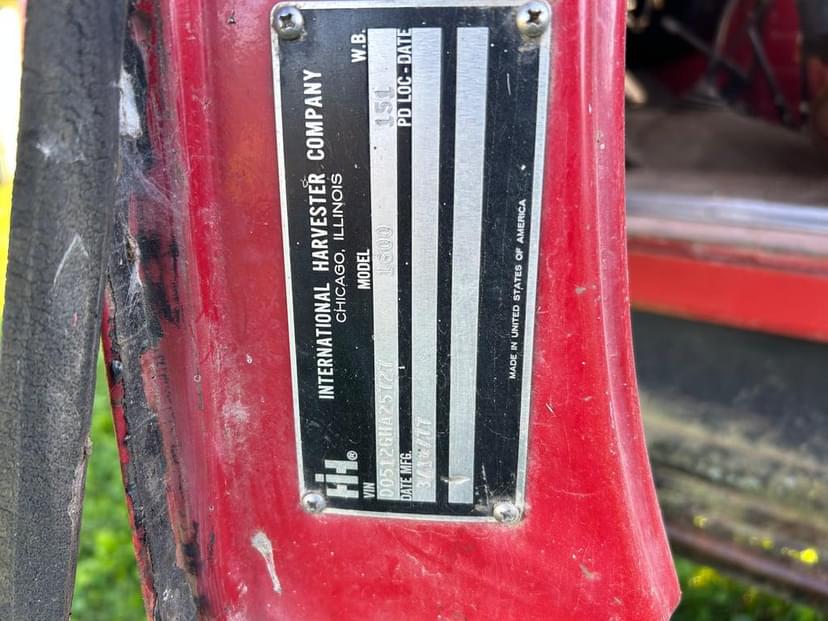 INTERNATIONAL HARVESTER COMPANY
CHICAGO, ILLINOIS
IH®
VIN MODEL W.B.
D0512GHA25727 1600 151
DATE MFG. PD LOC-DATE
MADE IN UNITED STATES OF AMERICA